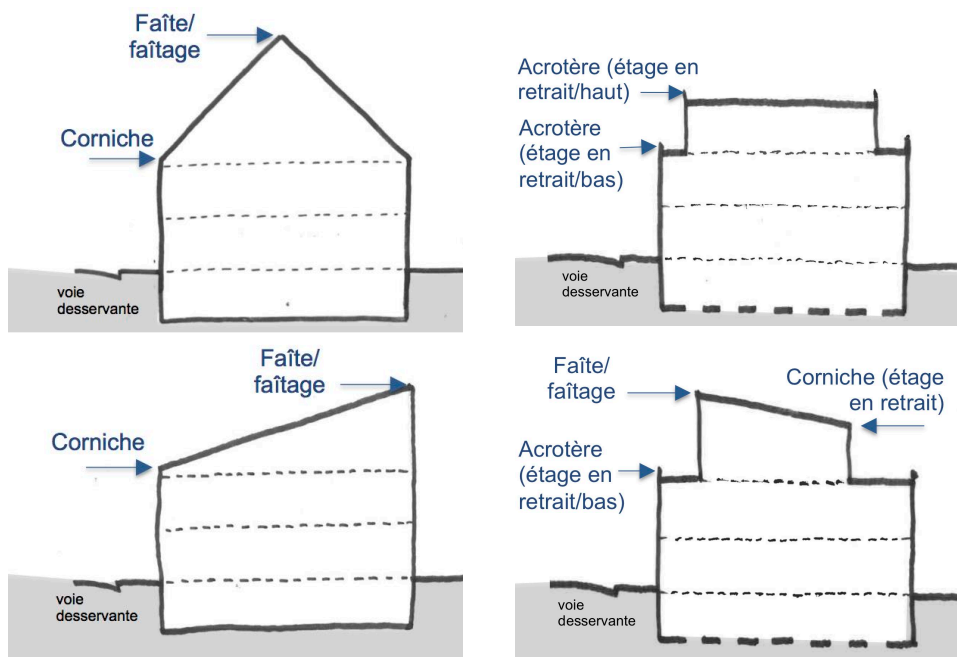 Faîte/
faîtage
Corniche
voie
desservante
Acrotère (étage en
retrait/haut)
Acrotère
(étage en
retrait/bas)
voie
desservante
Faîte/
faîtage
Corniche
voie
desservante
Faîte/
faîtage
Corniche (étage
en retrait)
Acrotère
(étage en
retrait/bas)
voie
desservante